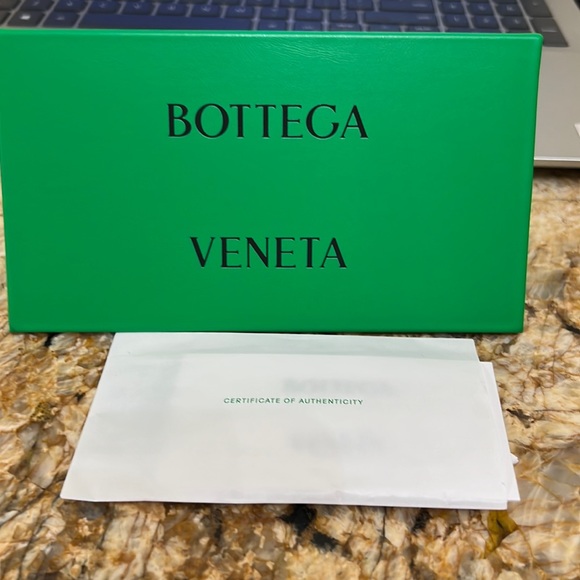 BOTTEGA
VENETA
CERTIFICATE OF AUTHENTICITY